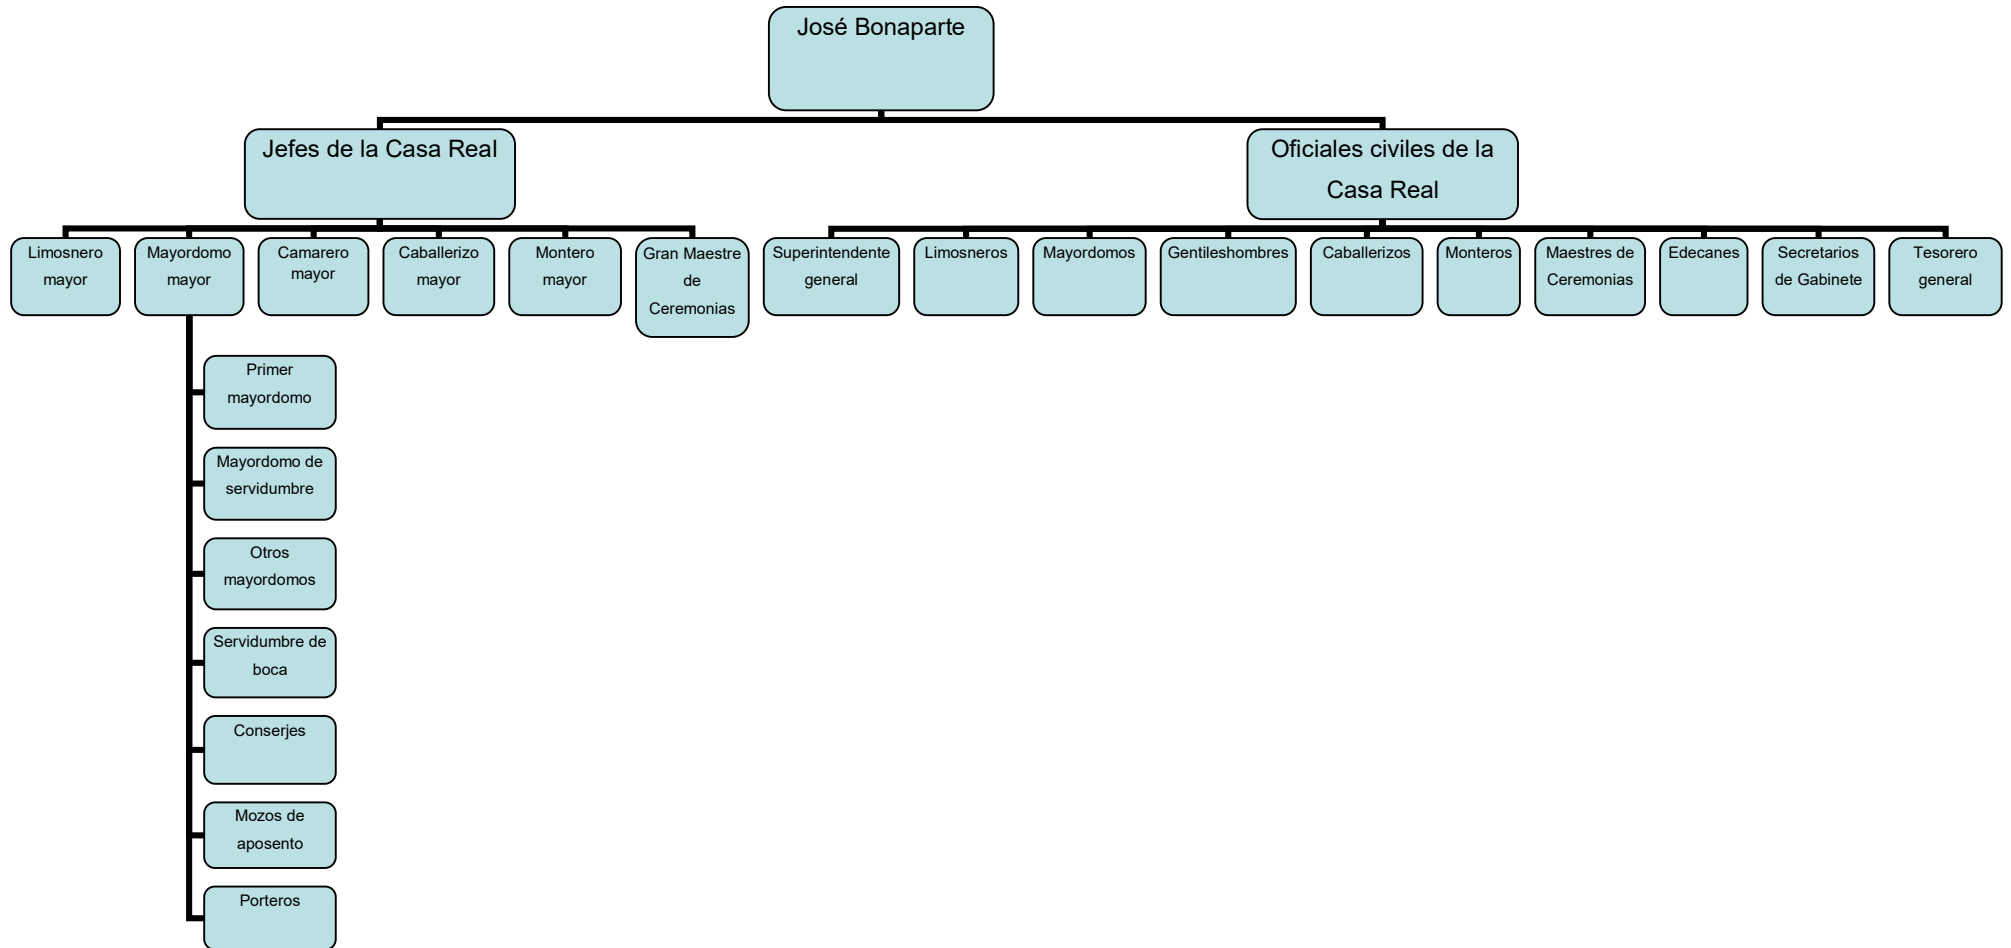 José Bonaparte
Jefes de la Casa Real
Oficiales civiles de la
Casa Real
Limosnero
mayor
Mayordomo
mayor
Camarero
mayor
Caballerizo
mayor
Montero
mayor
Gran Maestre
de
Ceremonias
Superintendente
general
Limosneros
Mayordomos
Gentileshombres
Caballerizos
Monteros
Maestres de
Ceremonias
Edecanes
Secretarios
de Gabinete
Tesorero
general
Primer
mayordomo
Mayordomo de
servidumbre
Otros
mayordomos
Servidumbre de
boca
Conserjes
Mozos de
aposento
Porteros